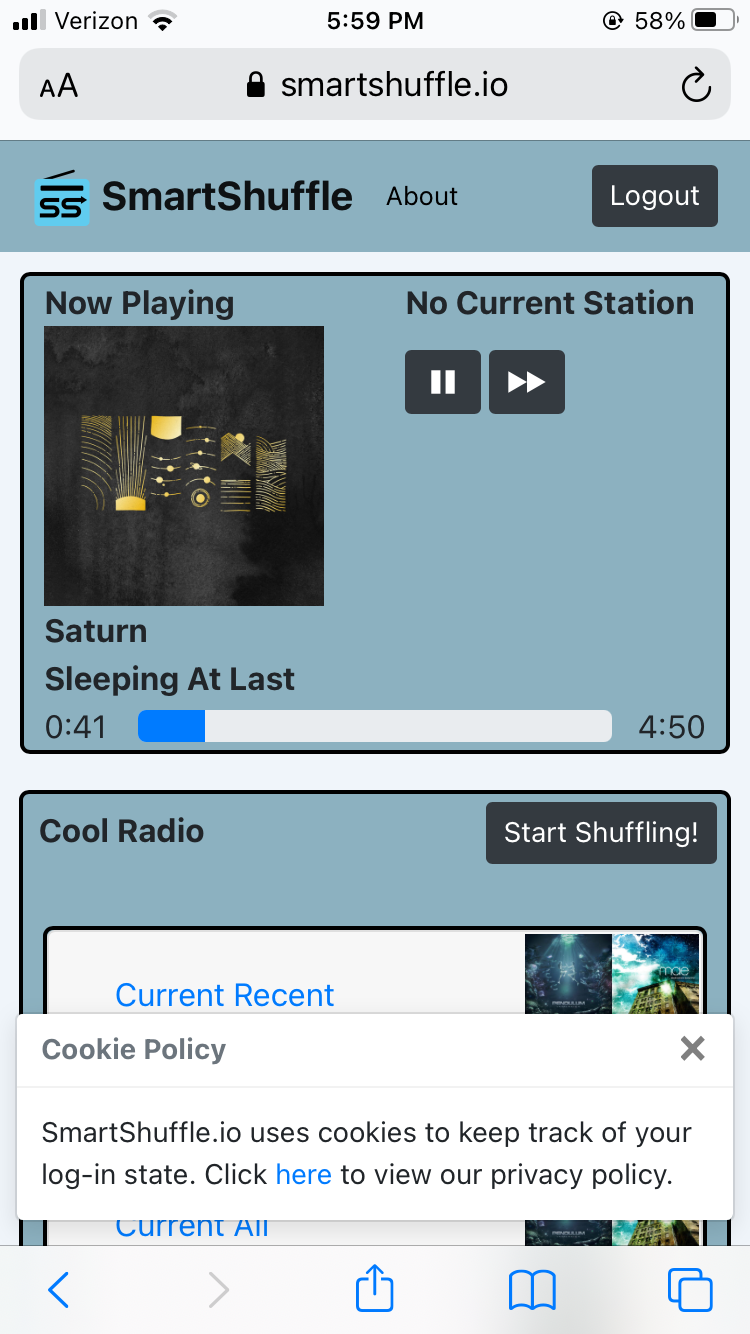 Verizon 5:59 PM 58%
AA smartshuffle.io
SS SmartShuffle About Logout
Now Playing No Current Station
Saturn
Sleeping At Last
0:41 4:50
Cool Radio Start Shuffling!
Current Recent
mae
Cookie Policy
SmartShuffle.io uses cookies to keep track of your
log-in state. Click here to view our privacy policy.
Current All